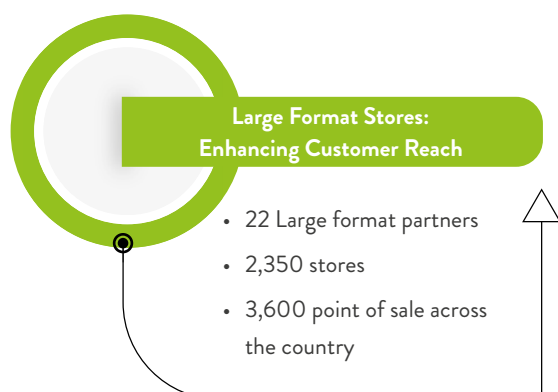 Large Format Stores:
Enhancing Customer Reach
• 22 Large format partners
• 2,350 stores
• 3,600 point of sale across
the country